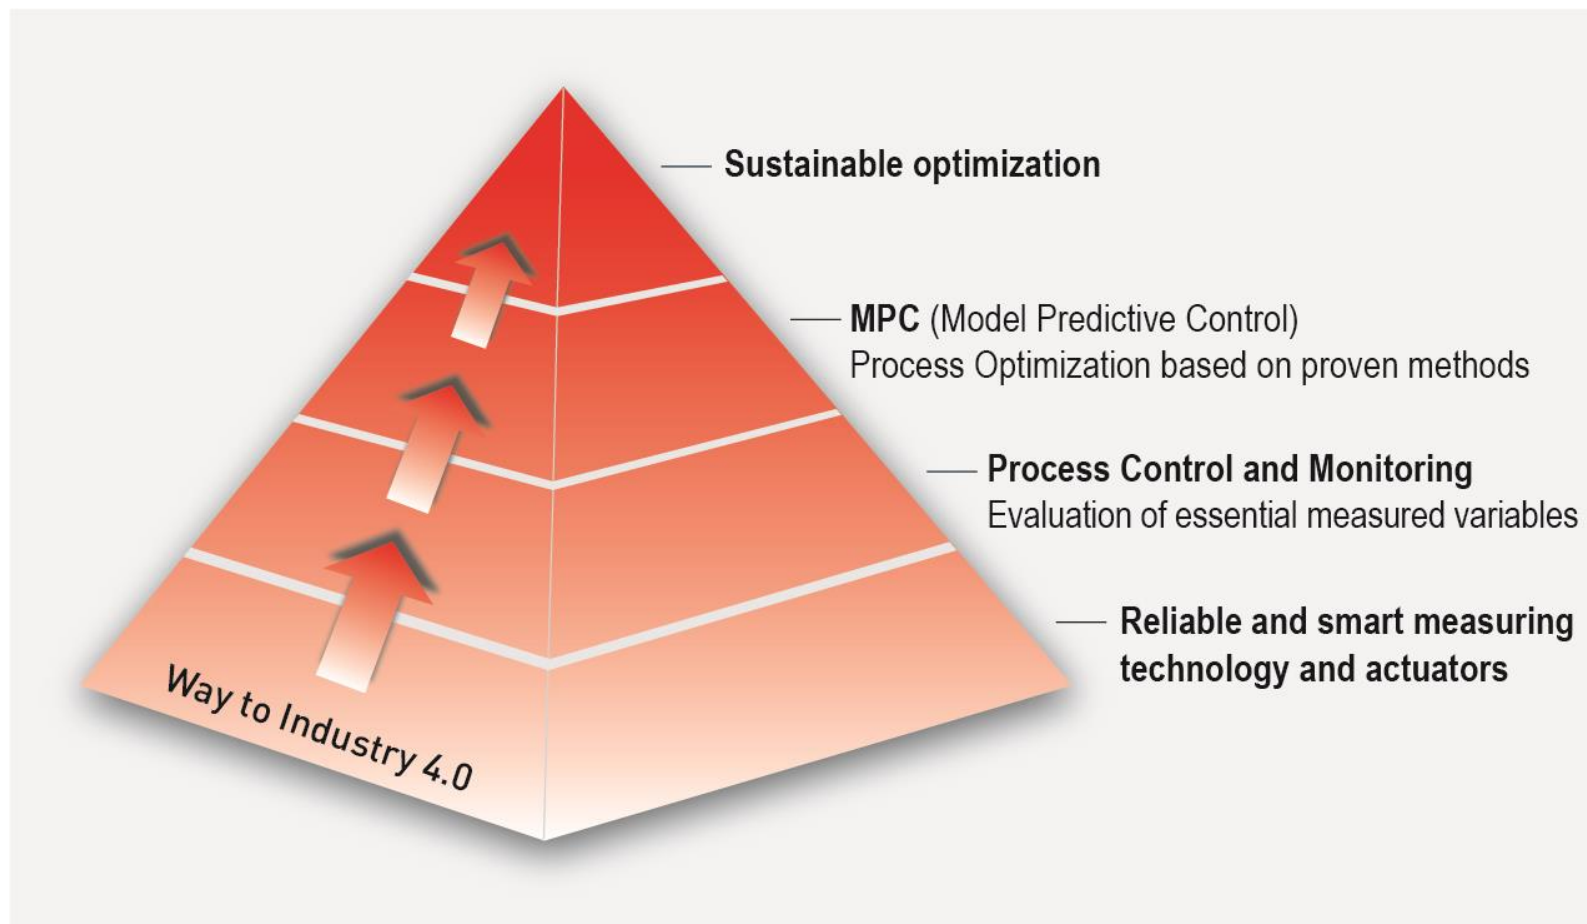 Sustainable optimization
MPC (Model Predictive Control)
Process Optimization based on proven methods
Process Control and Monitoring
Evaluation of essential measured variables
Reliable and smart measuring
technology and actuators
Way to Industry 4.0